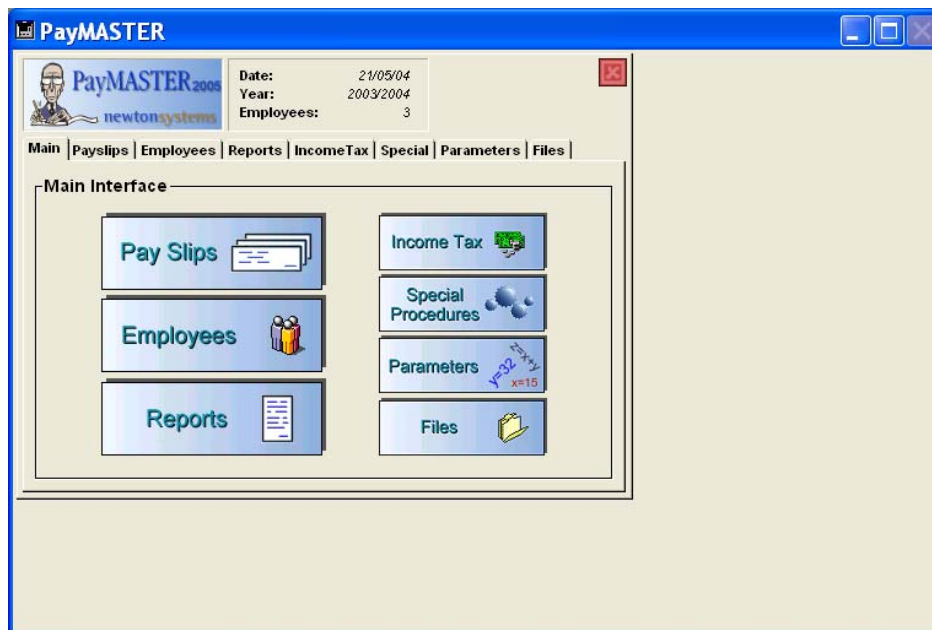 PayMASTER
PayMASTER2005
newtonsystems
Date: 21/05/04
Year: 2003/2004
Employees: 3
Main Payslips Employees Reports IncomeTax Special Parameters Files
Main Interface
Pay Slips
Employees
Reports
Income Tax
Special
Procedures
Parameters
z=x+y
y=32
x=15
Files